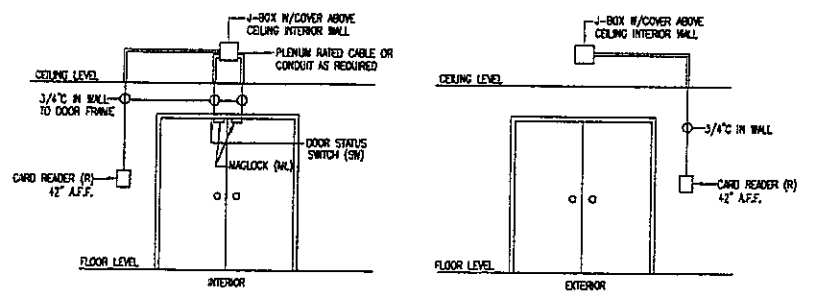 J-BOX W/COVER ABOVE
CEILING INTERIOR WALL
PLENUM RATED CABLE OR
CONDUIT AS REQUIRED
CEILING LEVEL
3/4"C IN WALL
TO DOOR FRAME
DOOR STATUS
SWITCH (SW)
MAGLOCK (ML)
CARD READER (R)
42" A.F.F.
FLOOR LEVEL
INTERIOR
J-BOX W/COVER ABOVE
CEILING INTERIOR WALL
CEILING LEVEL
3/4"C IN WALL
CARD READER (R)
42" A.F.F.
FLOOR LEVEL
EXTERIOR